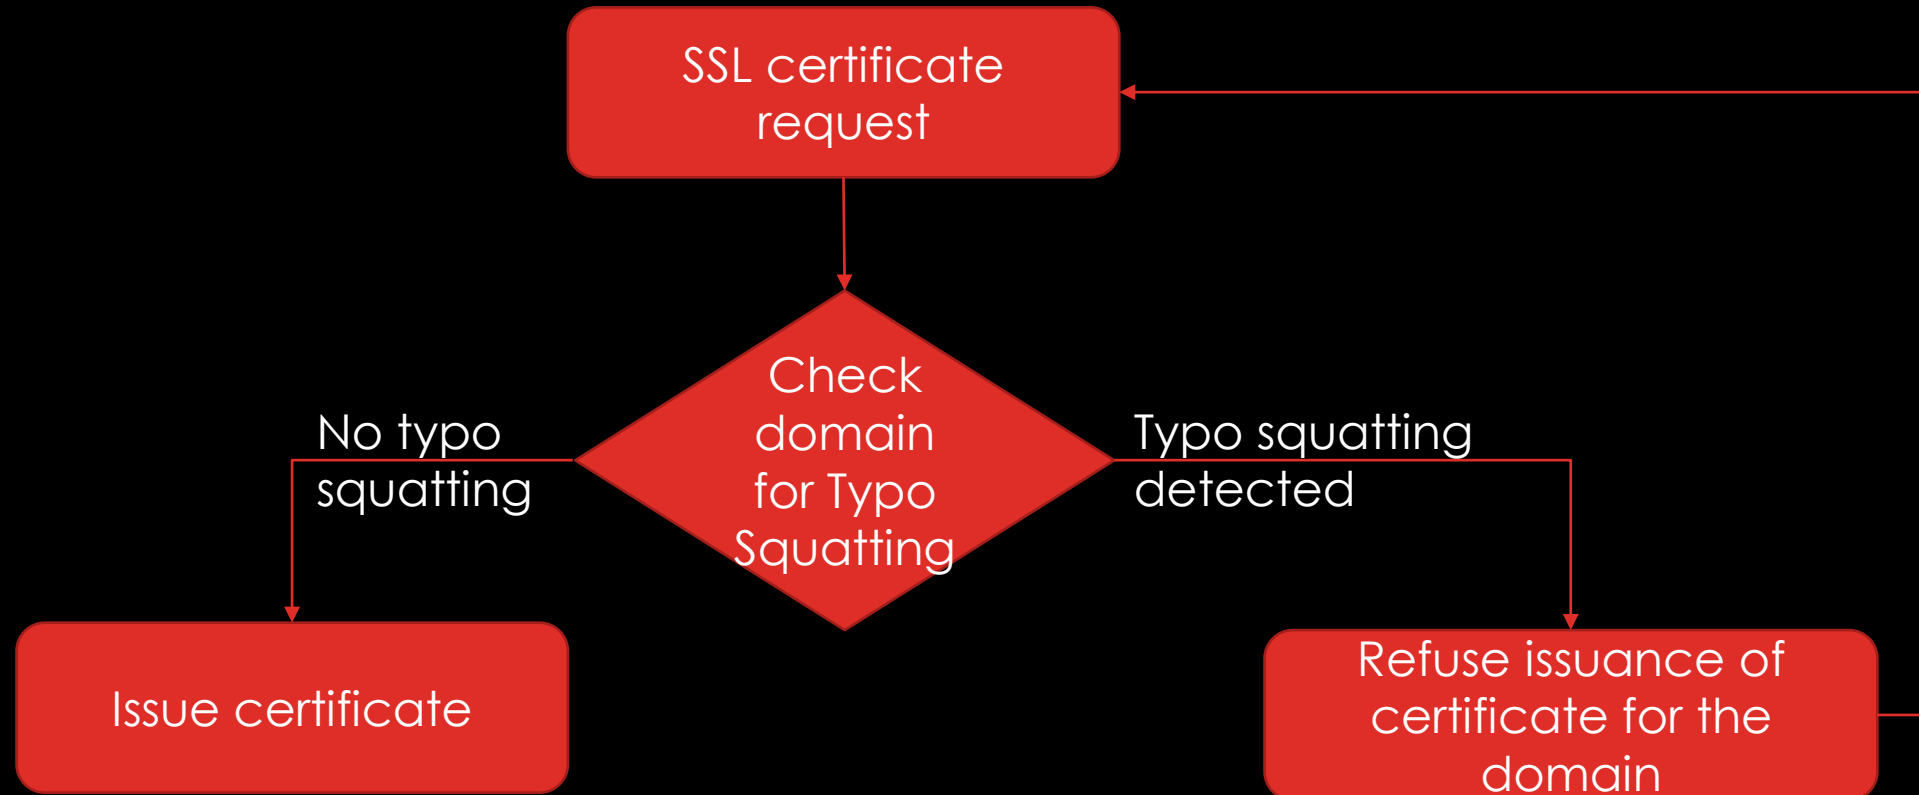 SSL certificate
request
Check
domain
for Typo
Squatting
No typo
squatting
Typo squatting
detected
Issue certificate
Refuse issuance of
certificate for the
domain